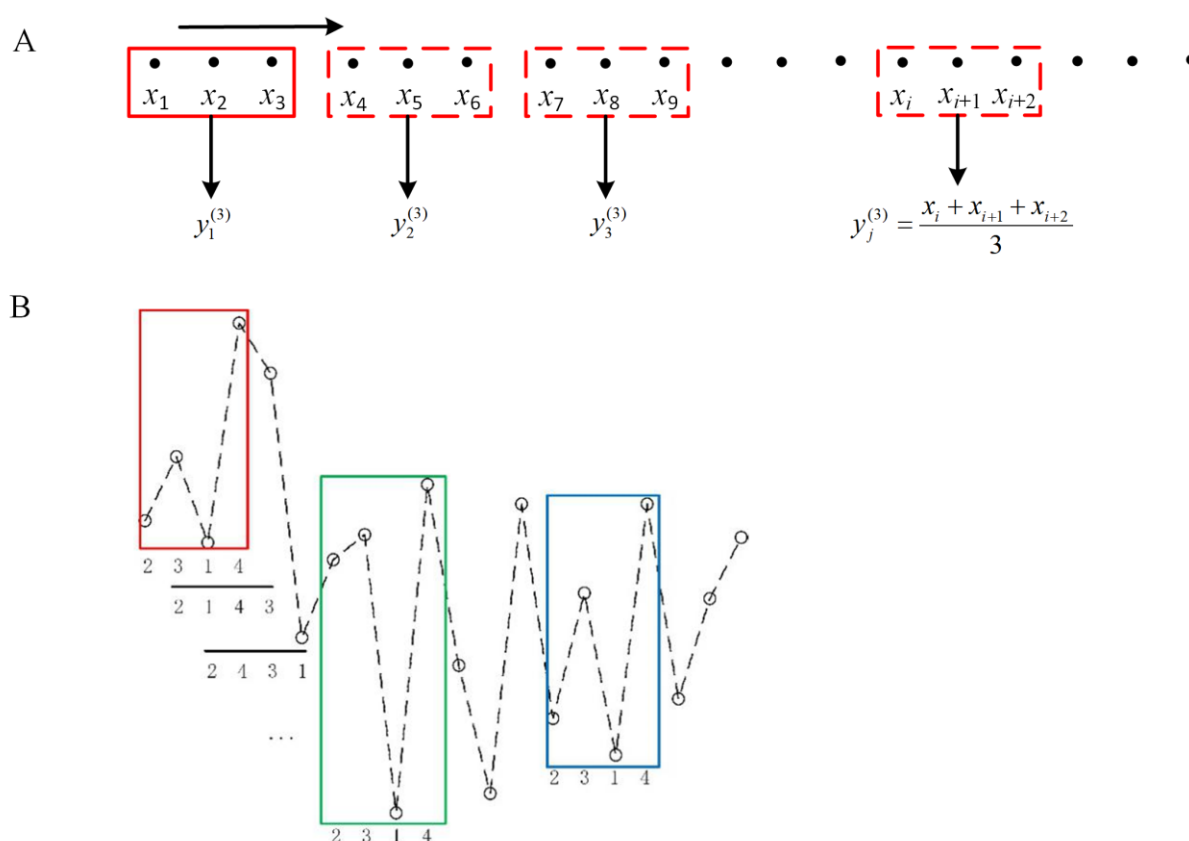 A
x₁ x₂ x₃ x₄ x₅ x₆ x₇ x₈ x₉ xᵢ xᵢ₊₁ xᵢ₊₂
y₁⁽³⁾ y₂⁽³⁾ y₃⁽³⁾ yⱼ⁽³⁾ = (xᵢ + xᵢ₊₁ + xᵢ₊₂) / 3
B
2 3 1 4
2 1 4 3
2 4 3 1
...
2 3 1 4
2 3 1 4